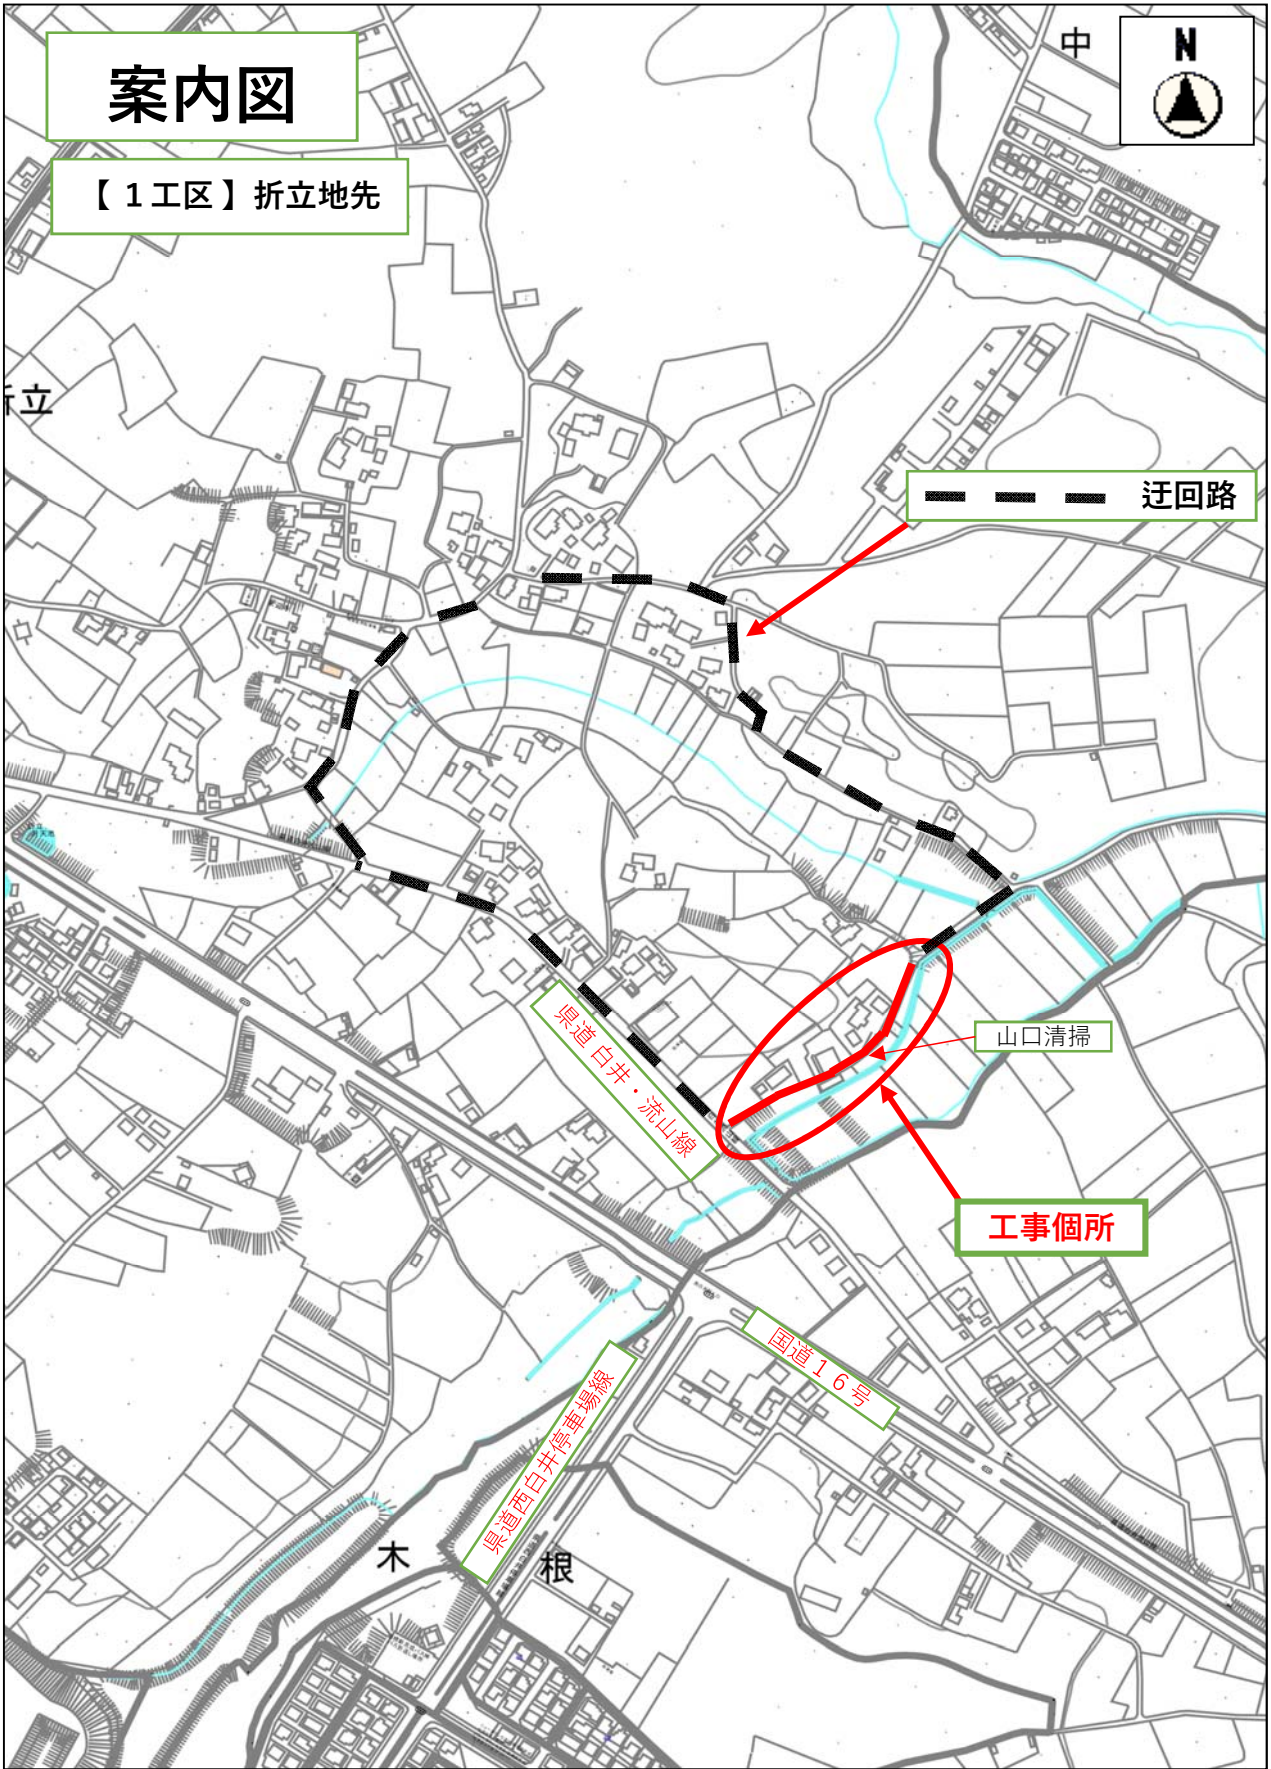 案内図
N
中
【 1工区 】 折立地先
折立
迂回路
県道 白井・流山線
山口清掃
工事個所
国道16号
県道西白井停車場線
木
根